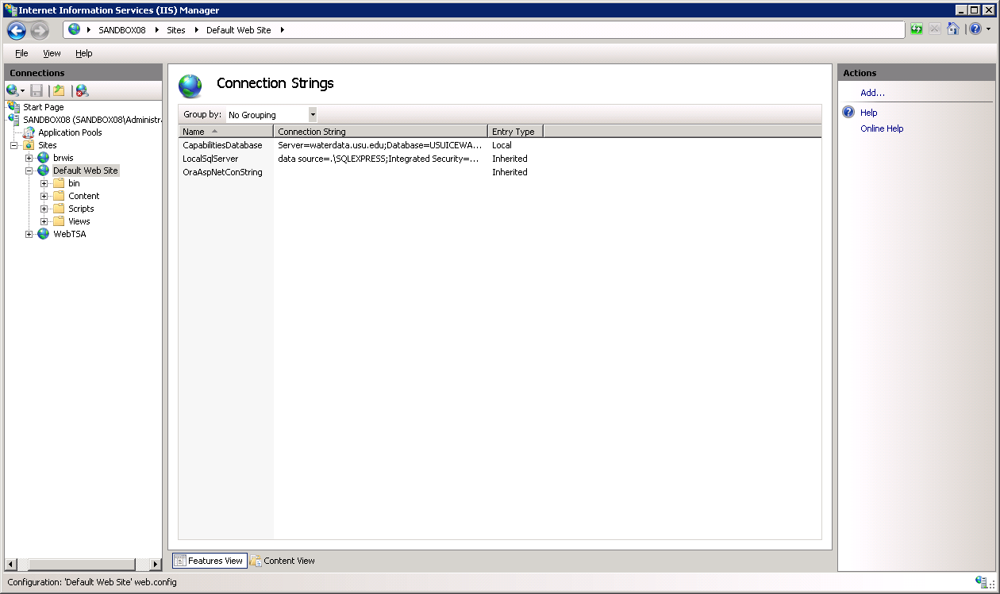 Internet Information Services (IIS) Manager
SANDBOX08 Sites Default Web Site
File View Help
Connections
Start Page
SANDBOX08 (SANDBOX08\Administra
Application Pools
Sites
brwis
Default Web Site
bin
Content
Scripts
Views
WebTSA
Connection Strings
Group by: No Grouping
Name Connection String Entry Type
CapabilitiesDatabase Server=waterdata.usu.edu;Database=USUICEWA... Local
LocalSqlServer data source=.\SQLEXPRESS;Integrated Security=... Inherited
OraAspNetConString Inherited
Features View Content View
Actions
Add...
Help
Online Help
Configuration: 'Default Web Site' web.config